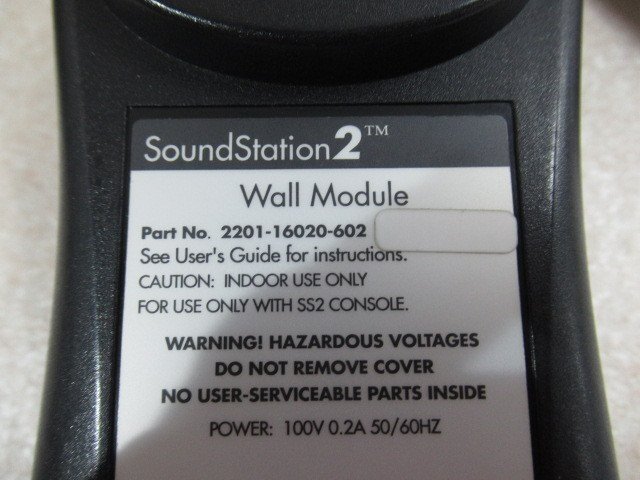 SoundStation2™
Wall Module
Part No. 2201-16020-602
See User's Guide for instructions.
CAUTION: INDOOR USE ONLY
FOR USE ONLY WITH SS2 CONSOLE.
WARNING! HAZARDOUS VOLTAGES
DO NOT REMOVE COVER
NO USER-SERVICEABLE PARTS INSIDE
POWER: 100V 0.2A 50/60HZ